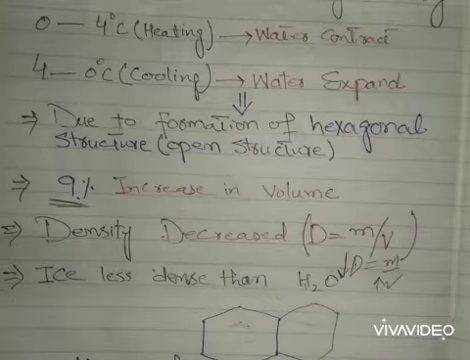 0 — 4°C (Heating) → Water Contract
4 — 0°C (Cooling) → Water Expand
⇒ Due to formation of hexagonal
structure (open structure)
⇒ 9% Increase in Volume
⇒ Density Decreased (D = m/V)
⇒ Ice less dense than H₂O ↓D = m/↑V
VIVAVIDEO